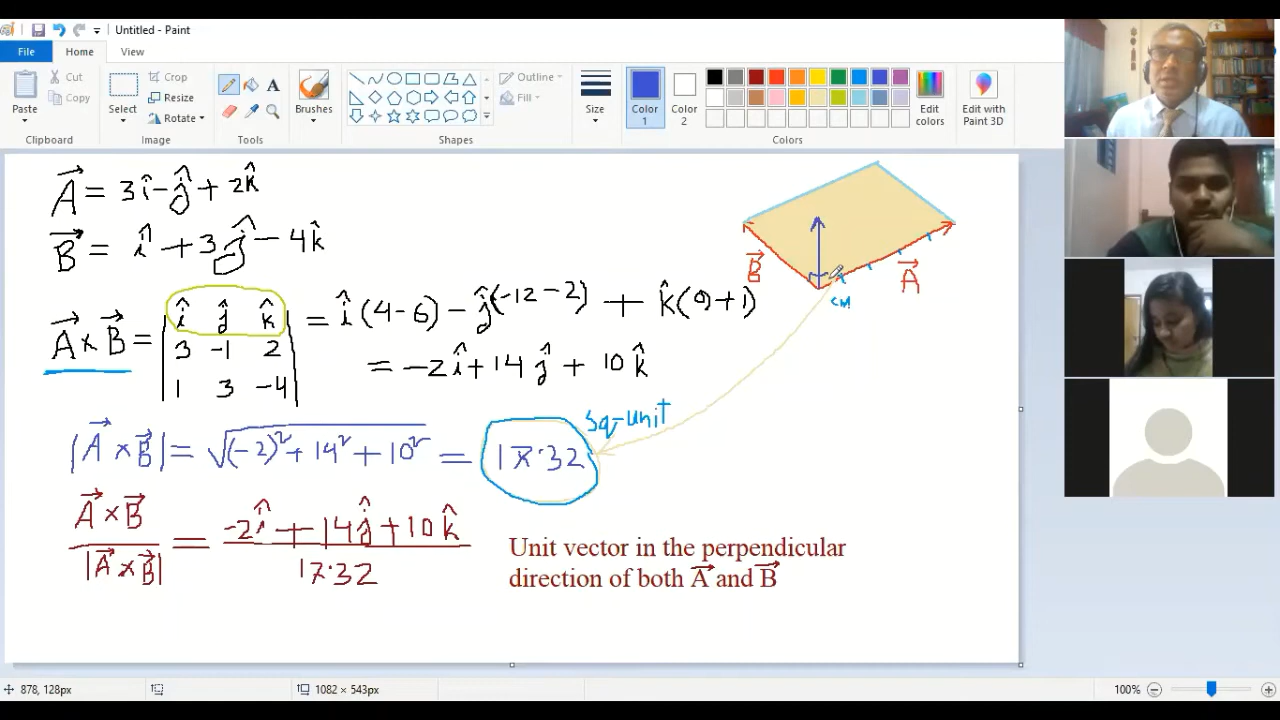 Untitled - Paint
File Home View
Paste Cut Copy Select Crop Resize Rotate Brushes Outline Fill Size Color 1 Color 2 Edit colors Edit with Paint 3D
Clipboard Image Tools Shapes Colors
A⃗ = 3î - ĵ + 2k̂
B⃗ = î + 3ĵ - 4k̂
B⃗ A⃗
CM
A⃗ × B⃗ = | î ĵ k̂ | = î(4-6) - ĵ(-12-2) + k̂(9+1)
3 -1 2
1 3 -4
= -2î + 14ĵ + 10k̂
Sq-unit
|A⃗ × B⃗| = √(-2)² + 14² + 10² = 17.32
A⃗ × B⃗ / |A⃗ × B⃗| = -2î + 14ĵ + 10k̂ / 17.32
Unit vector in the perpendicular
direction of both A⃗ and B⃗
878, 128px 1082 × 543px 100%